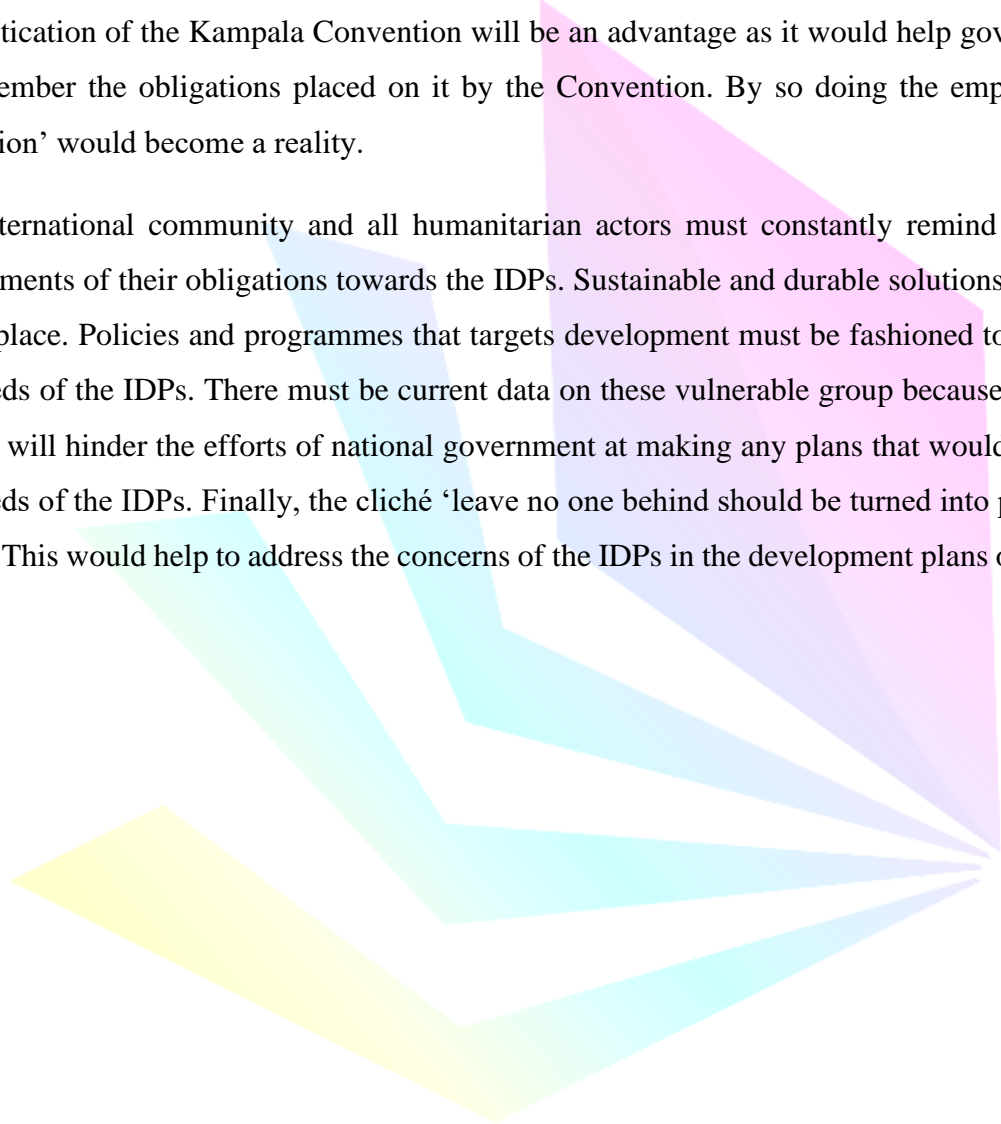 tication of the Kampala Convention will be an advantage as it would help gov
ember the obligations placed on it by the Convention. By so doing the emp
ion’ would become a reality.
ternational community and all humanitarian actors must constantly remind
ments of their obligations towards the IDPs. Sustainable and durable solutions
place. Policies and programmes that targets development must be fashioned to
ds of the IDPs. There must be current data on these vulnerable group because
will hinder the efforts of national government at making any plans that would
ds of the IDPs. Finally, the cliché ‘leave no one behind should be turned into p
This would help to address the concerns of the IDPs in the development plans o